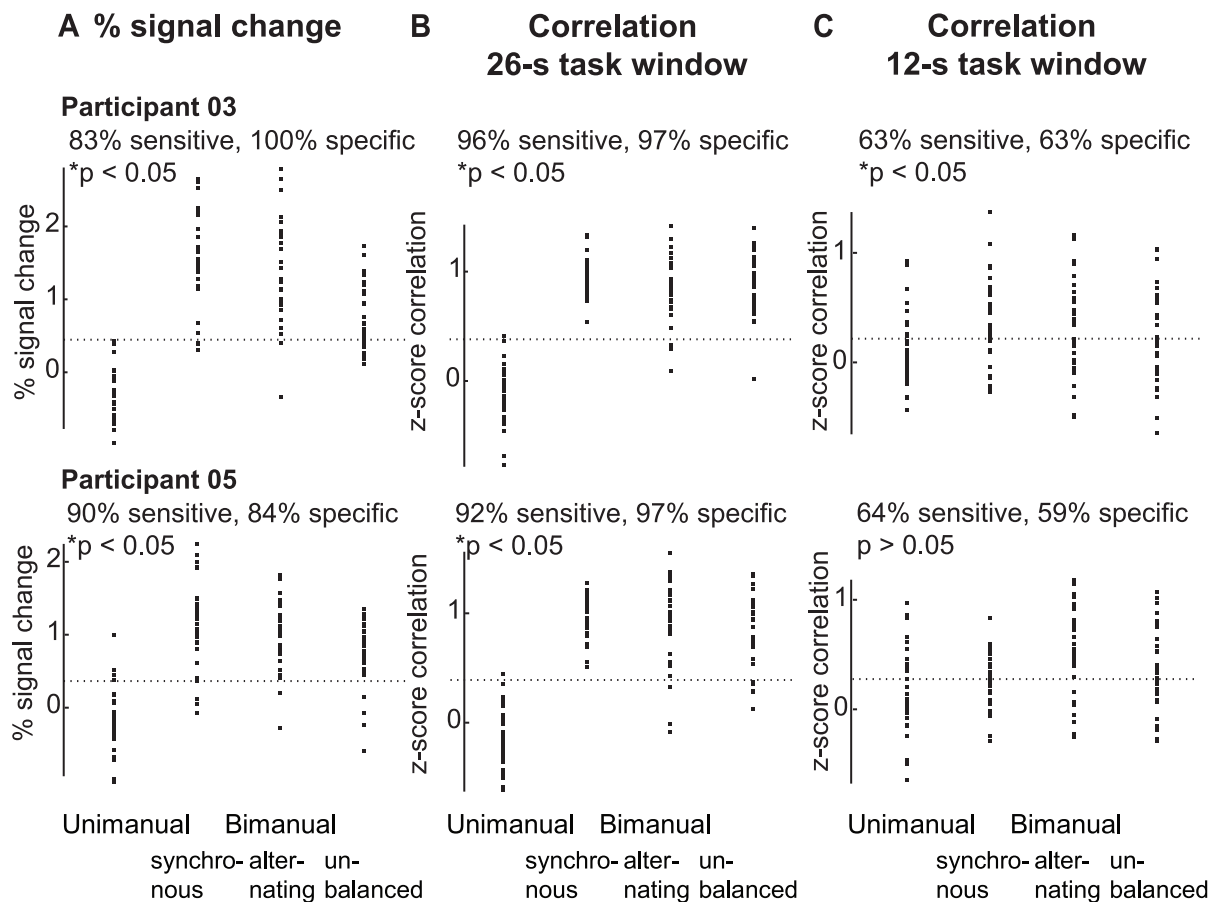 A % signal change
B Correlation
26-s task window
C Correlation
12-s task window
Participant 03
83% sensitive, 100% specific
*p < 0.05
96% sensitive, 97% specific
*p < 0.05
63% sensitive, 63% specific
*p < 0.05
% signal change
2
1
0
z-score correlation
1
0
z-score correlation
1
0
Participant 05
90% sensitive, 84% specific
*p < 0.05
92% sensitive, 97% specific
*p < 0.05
64% sensitive, 59% specific
p > 0.05
% signal change
2
1
0
z-score correlation
1
0
z-score correlation
1
0
Unimanual Bimanual
synchro- alter- un-
nous nating balanced
Unimanual Bimanual
synchro- alter- un-
nous nating balanced
Unimanual Bimanual
synchro- alter- un-
nous nating balanced